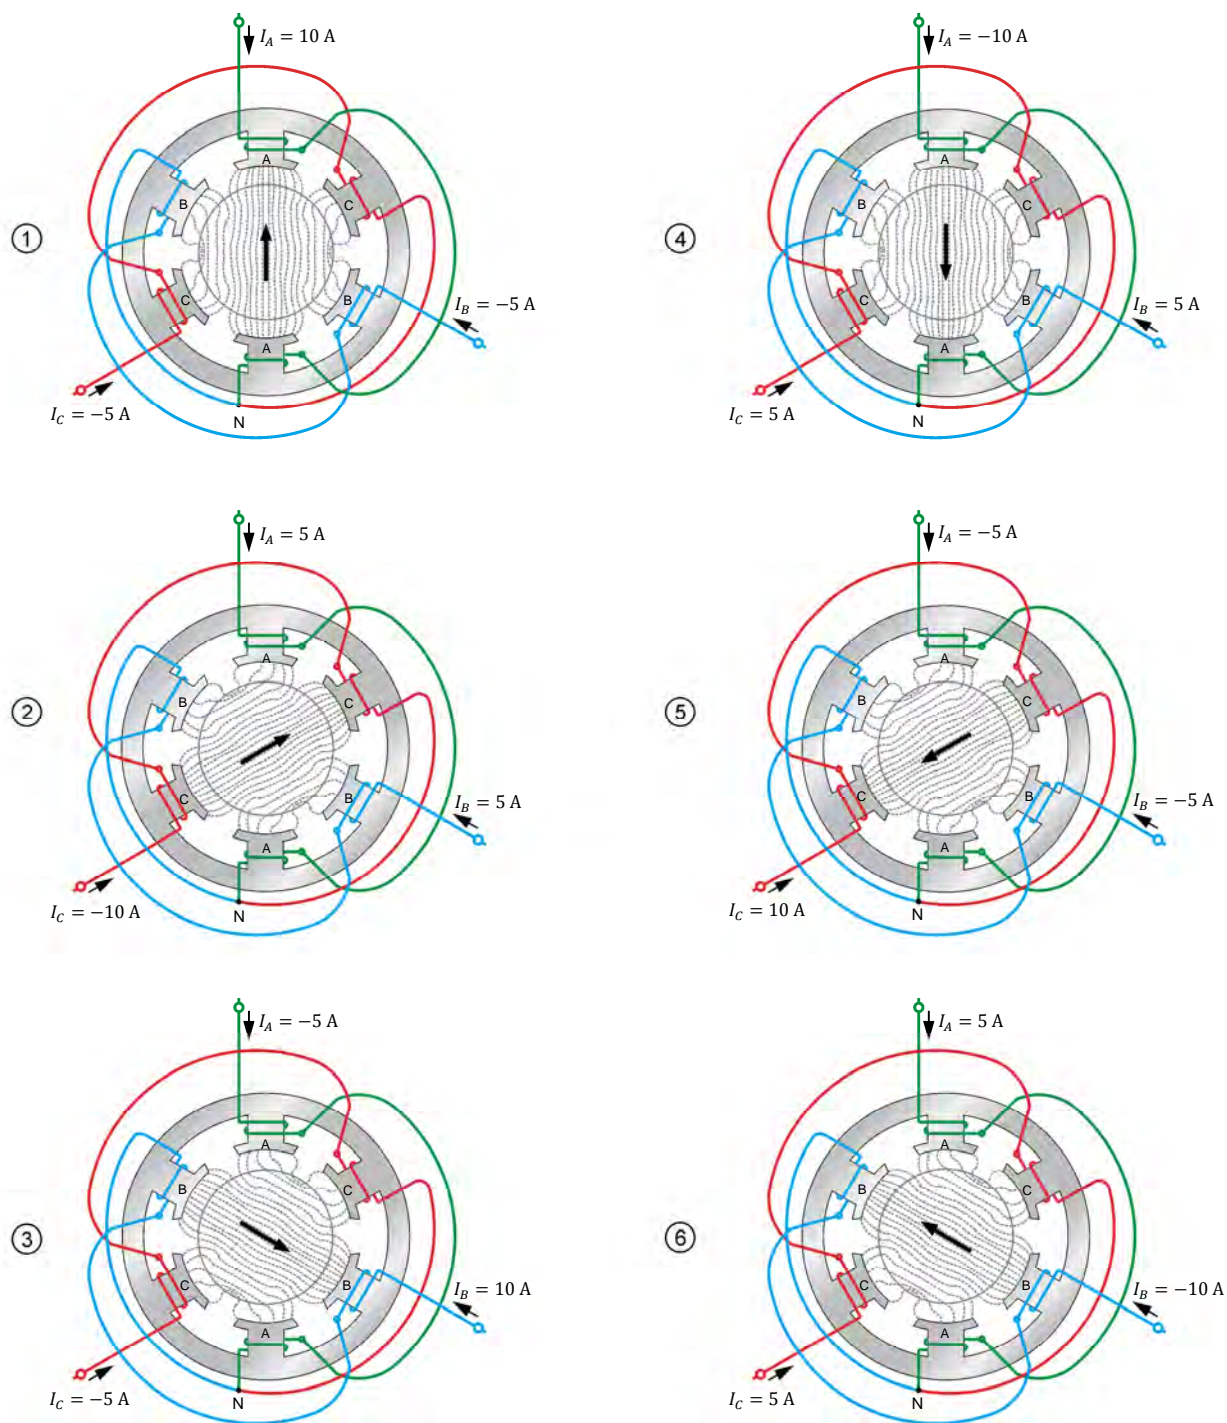 I_A = 10 A
A
B
C
①
C
B
I_B = −5 A
A
I_C = −5 A
N
I_A = −10 A
A
B
C
④
C
B
I_B = 5 A
A
I_C = 5 A
N
I_A = 5 A
A
B
C
②
C
B
I_B = 5 A
A
I_C = −10 A
N
I_A = −5 A
A
B
C
⑤
C
B
I_B = −5 A
A
I_C = 10 A
N
I_A = −5 A
A
B
C
③
C
B
I_B = 10 A
A
I_C = −5 A
N
I_A = 5 A
A
B
C
⑥
C
B
I_B = −10 A
A
I_C = 5 A
N